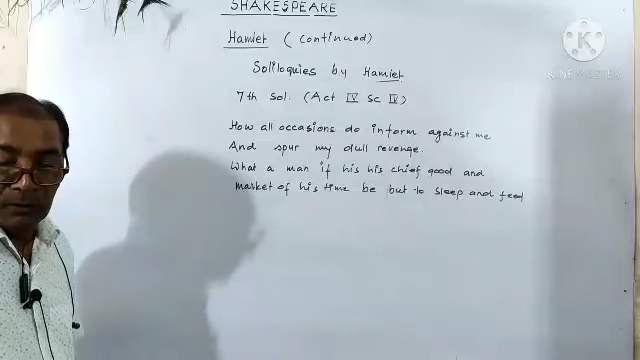 SHAKESPEARE
Hamlet (continued)
Soliloquies by Hamlet.
7th sol. (Act IV Sc IV)
How all occasions do inform against me
And spur my dull revenge.
What a man if his his chief good and
market of his time be but to sleep and feed
KINEMASTER